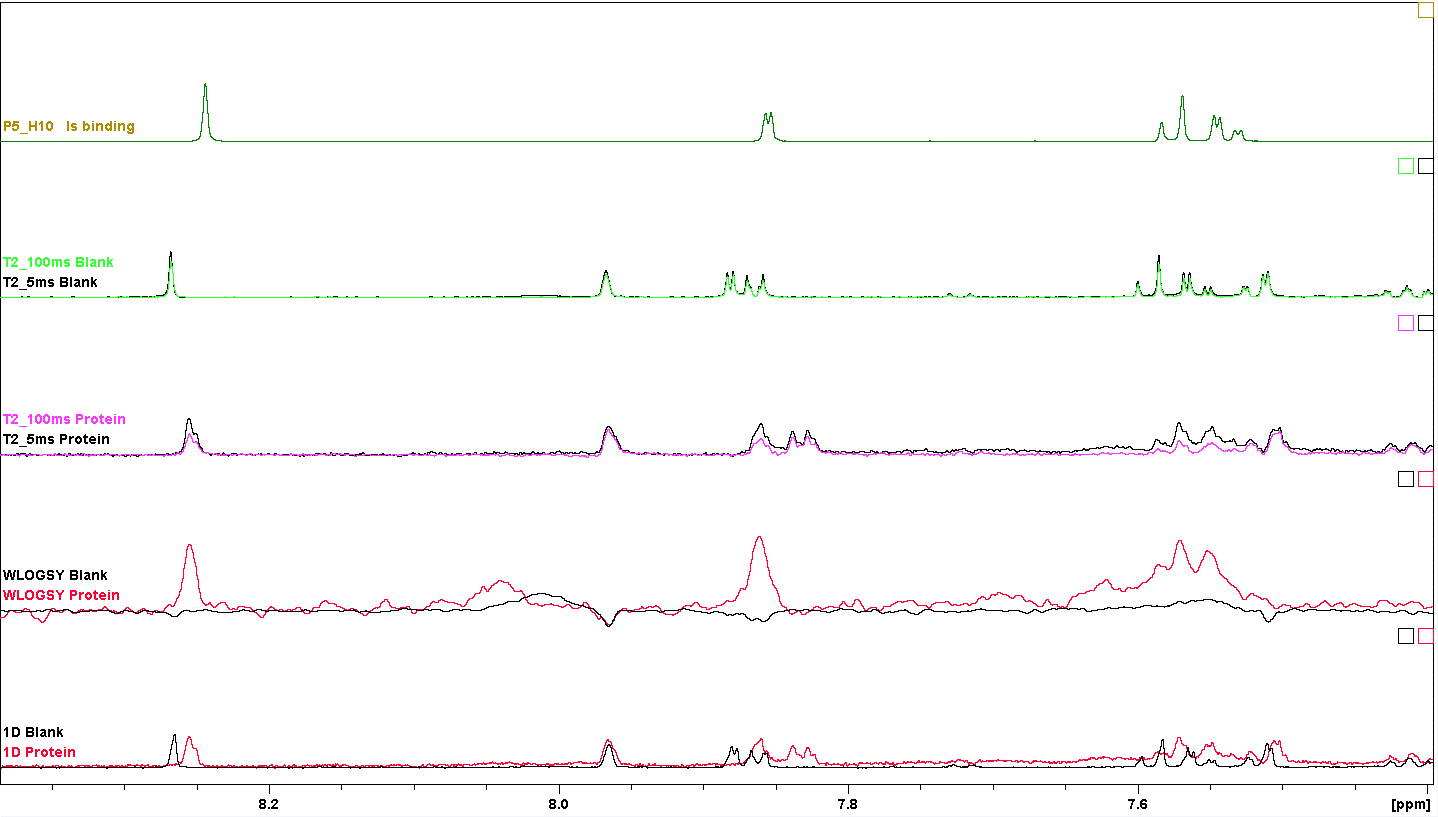 P5_H10 Is binding
T2_100ms Blank
T2_5ms Blank
T2_100ms Protein
T2_5ms Protein
WLOGSY Blank
WLOGSY Protein
1D Blank
1D Protein
8.2 8.0 7.8 7.6 [ppm]